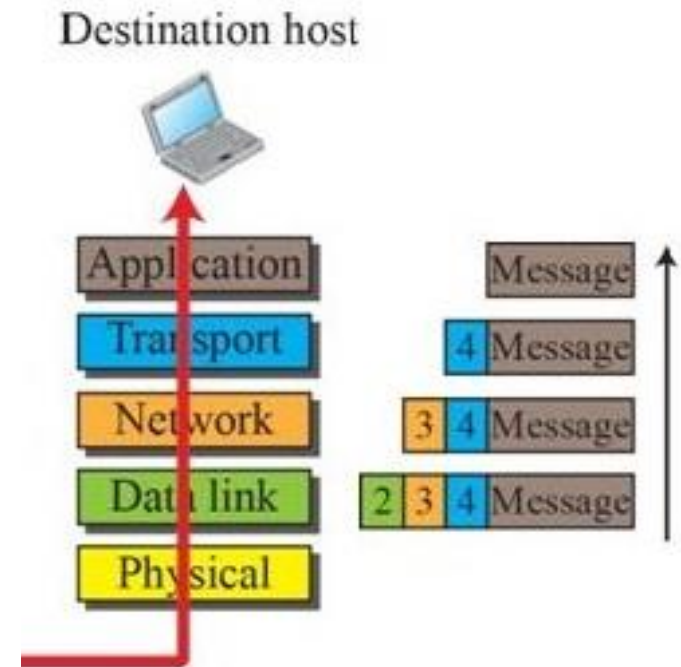 Destination host
Application
Message
Transport
4 Message
Network
3 4 Message
Data link
2 3 4 Message
Physical